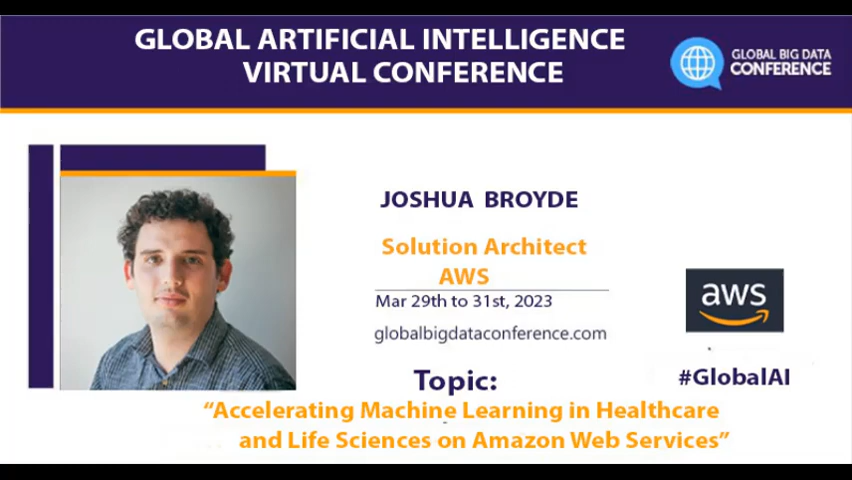 GLOBAL ARTIFICIAL INTELLIGENCE
VIRTUAL CONFERENCE
GLOBAL BIG DATA
CONFERENCE
JOSHUA BROYDE
Solution Architect
AWS
Mar 29th to 31st, 2023
globalbigdataconference.com
aws
#GlobalAI
Topic:
“Accelerating Machine Learning in Healthcare
and Life Sciences on Amazon Web Services”